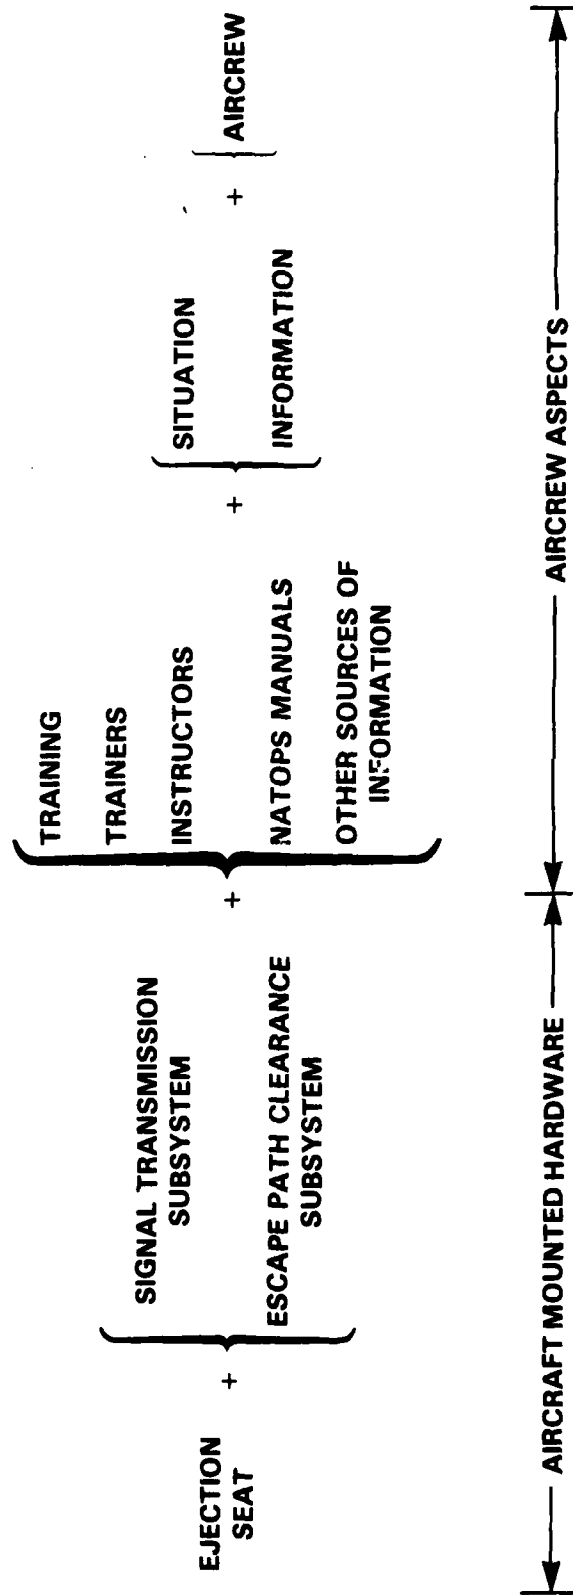 EJECTION
SEAT
+
SIGNAL TRANSMISSION
SUBSYSTEM
ESCAPE PATH CLEARANCE
SUBSYSTEM
+
TRAINING
TRAINERS
INSTRUCTORS
NATOPS MANUALS
OTHER SOURCES OF
INFORMATION
+
SITUATION
INFORMATION
+
AIRCREW
AIRCRAFT MOUNTED HARDWARE
AIRCREW ASPECTS